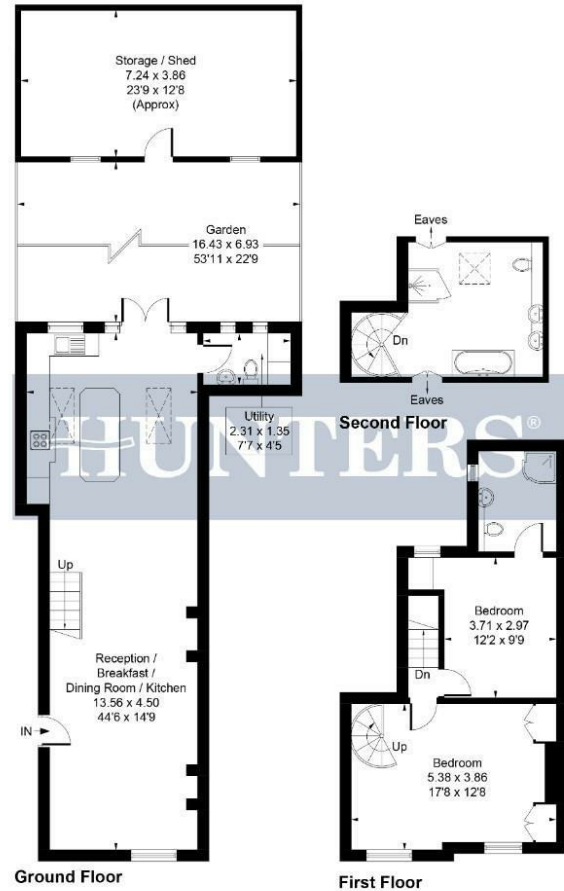 Storage / Shed
7.24 x 3.86
23'9 x 12'8
(Approx)
Garden
16.43 x 6.93
53'11 x 22'9
Utility
2.31 x 1.35
7'7 x 4'5
Up
Reception /
Breakfast /
Dining Room / Kitchen
13.56 x 4.50
44'6 x 14'9
IN
Ground Floor
Eaves
Dn
Eaves
Second Floor
HUNTERS®
Bedroom
3.71 x 2.97
12'2 x 9'9
Dn
Up
Bedroom
5.38 x 3.86
17'8 x 12'8
First Floor